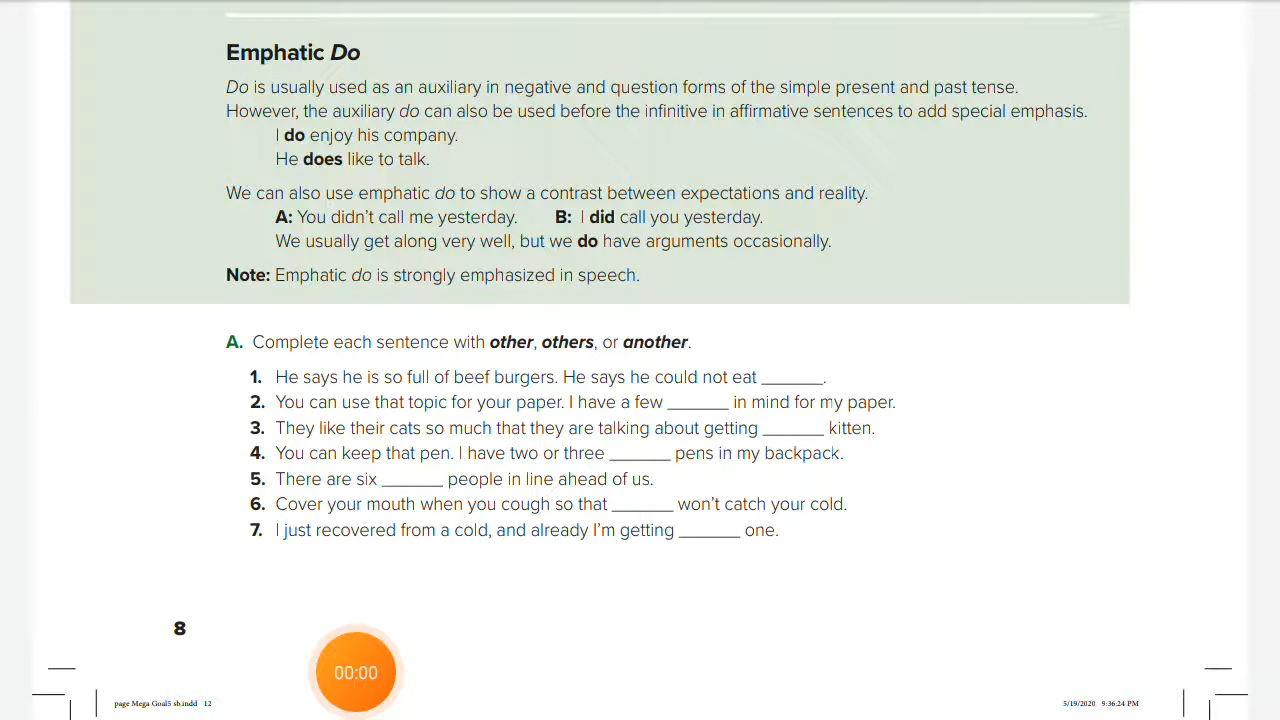 Emphatic Do
Do is usually used as an auxiliary in negative and question forms of the simple present and past tense.
However, the auxiliary do can also be used before the infinitive in affirmative sentences to add special emphasis.
I do enjoy his company.
He does like to talk.
We can also use emphatic do to show a contrast between expectations and reality.
A: You didn't call me yesterday. B: I did call you yesterday.
We usually get along very well, but we do have arguments occasionally.
Note: Emphatic do is strongly emphasized in speech.
A. Complete each sentence with other, others, or another.
1. He says he is so full of beef burgers. He says he could not eat ______.
2. You can use that topic for your paper. I have a few ______ in mind for my paper.
3. They like their cats so much that they are talking about getting ______ kitten.
4. You can keep that pen. I have two or three ______ pens in my backpack.
5. There are six ______ people in line ahead of us.
6. Cover your mouth when you cough so that ______ won't catch your cold.
7. I just recovered from a cold, and already I'm getting ______ one.
8
00:00
page Mega Goal5 sb.indd 12 5/19/2020 9:36:24 PM